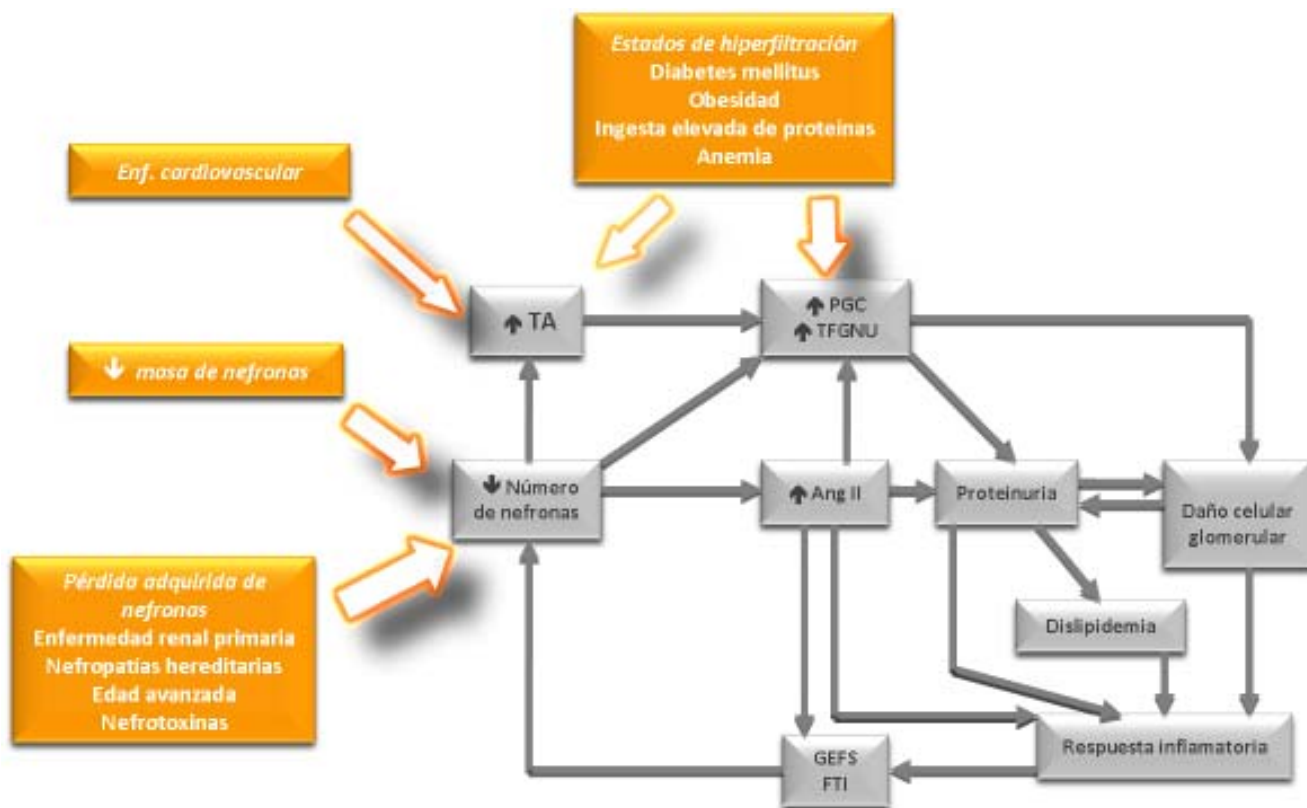 Estados de hiperfiltración
Diabetes mellitus
Obesidad
Ingesta elevada de proteinas
Anemia
Enf. cardiovascular
↑ TA
↑ PGC
↑ TFGNU
↓ masa de nefronas
↓ Número
de nefronas
↑ Ang II
Proteinuria
Daño celular
glomerular
Pérdida adquirida de
nefronas
Enfermedad renal primaria
Nefropatías hereditarias
Edad avanzada
Nefrotoxinas
Dislipidemia
Respuesta inflamatoria
GEFS
FTI